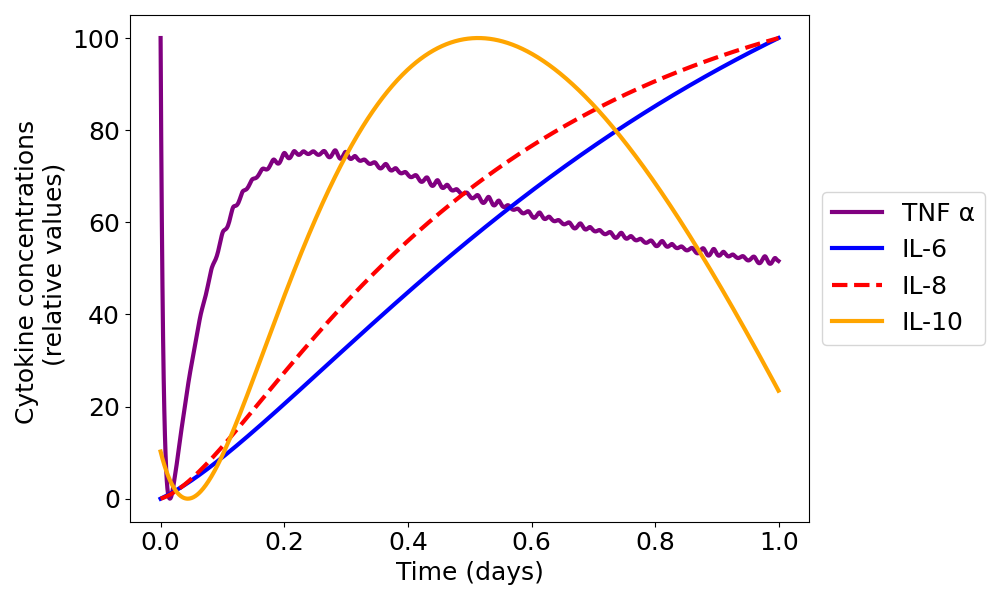 Cytokine concentrations
(relative values)
100
80
60
40
20
0
0.0 0.2 0.4 0.6 0.8 1.0
Time (days)
TNF α
IL-6
IL-8
IL-10